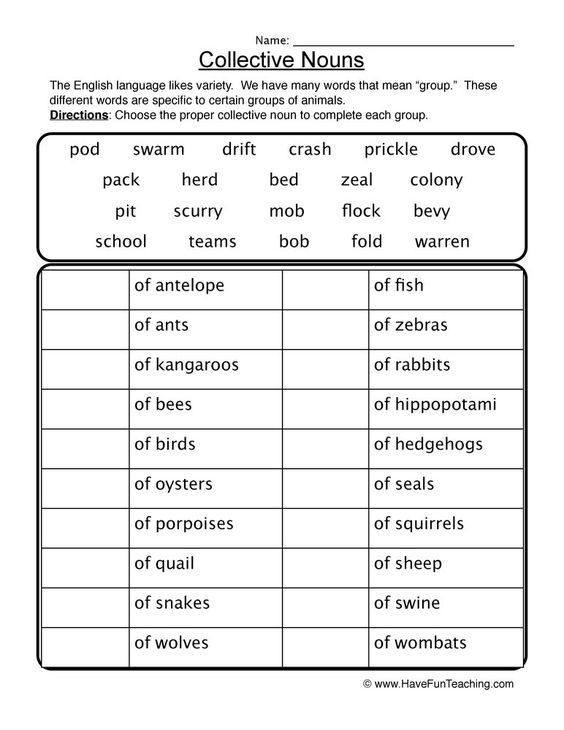 Name: ____________________
Collective Nouns
The English language likes variety.  We have many words that mean “group.”  These
different words are specific to certain groups of animals.
Directions: Choose the proper collective noun to complete each group.
pod swarm drift crash prickle drove
pack herd bed zeal colony
pit scurry mob flock bevy
school teams bob fold warren
of antelope of fish
of ants of zebras
of kangaroos of rabbits
of bees of hippopotami
of birds of hedgehogs
of oysters of seals
of porpoises of squirrels
of quail of sheep
of snakes of swine
of wolves of wombats
© www.HaveFunTeaching.com